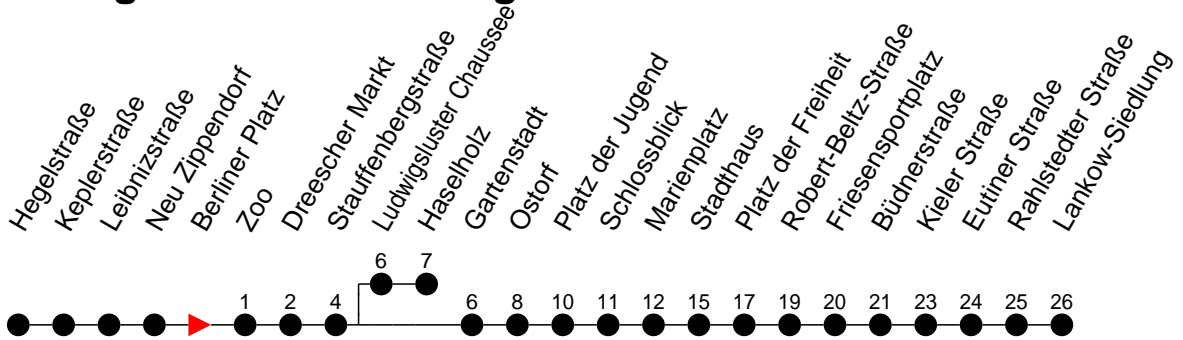 Hegelstraße
Keplerstraße
Leibnizstraße
Neu Zippendorf
Berliner Platz
Zoo
Dreescher Markt
Stauffenbergstraße
Ludwigsluster Chaussee
Haselholz
Gartenstadt
Ostorf
Platz der Jugend
Schlossblick
Marienplatz
Stadthaus
Platz der Freiheit
Robert-Beltz-Straße
Friesensportplatz
Büdnerstraße
Kieler Straße
Eutiner Straße
Rahlstedter Straße
Lankow-Siedlung
6 7
1 2 4 6 8 10 11 12 15 17 19 20 21 23 24 25 26